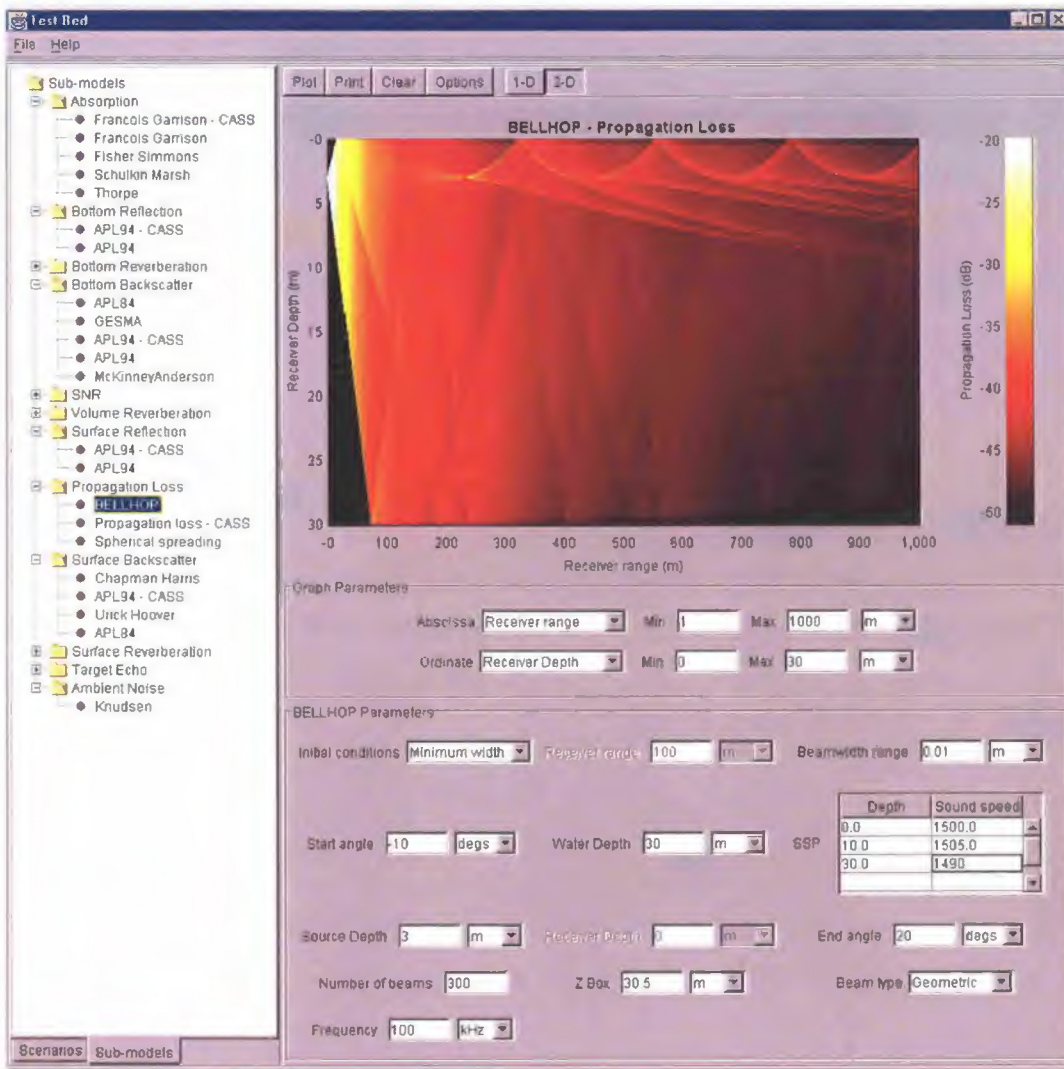 Test Bed
File Help
Sub-models
Absorption
Francois Garrison - CASS
Francois Garrison
Fisher Simmons
Schulkin Marsh
Thorpe
Bottom Reflection
APL94 - CASS
APL94
Bottom Reverberation
Bottom Backscatter
APL84
GESMA
APL94 - CASS
APL94
McKinneyAnderson
SNR
Volume Reverberation
Surface Reflection
APL94 - CASS
APL94
Propagation Loss
BELLHOP
Propagation loss - CASS
Spherical spreading
Surface Backscatter
Chapman Harris
APL94 - CASS
Urick Hoover
APL84
Surface Reverberation
Target Echo
Ambient Noise
Knudsen
Scenarios Sub-models
Plot Print Clear Options 1-D 2-D
BELLHOP - Propagation Loss
-0
5
10
15
20
25
30
Receiver Depth (m)
-0 100 200 300 400 500 600 700 800 900 1,000
Receiver range (m)
-20
-25
-30
-35
-40
-45
-50
Propagation Loss (dB)
Graph Parameters
Abscissa Receiver range Min 1 Max 1000 m
Ordinate Receiver Depth Min 0 Max 30 m
BELLHOP Parameters
Initial conditions Minimum width Receiver range 100 m Beamwidth range 0.01 m
Start angle -10 degs Water Depth 30 m SSP
Depth Sound speed
0.0 1500.0
10.0 1505.0
30.0 1490
Source Depth 3 m Receiver Depth 0 m End angle 20 degs
Number of beams 300 Z Box 30.5 m Beam type Geometric
Frequency 100 kHz